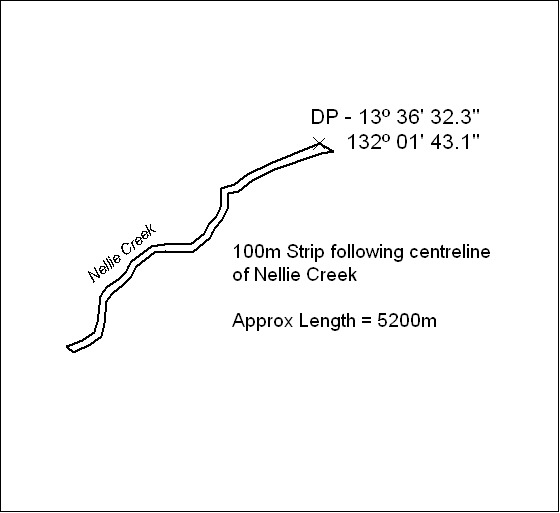 DP - 13º 36' 32.3"
132º 01' 43.1"
Nellie Creek
100m Strip following centreline
of Nellie Creek
Approx Length = 5200m